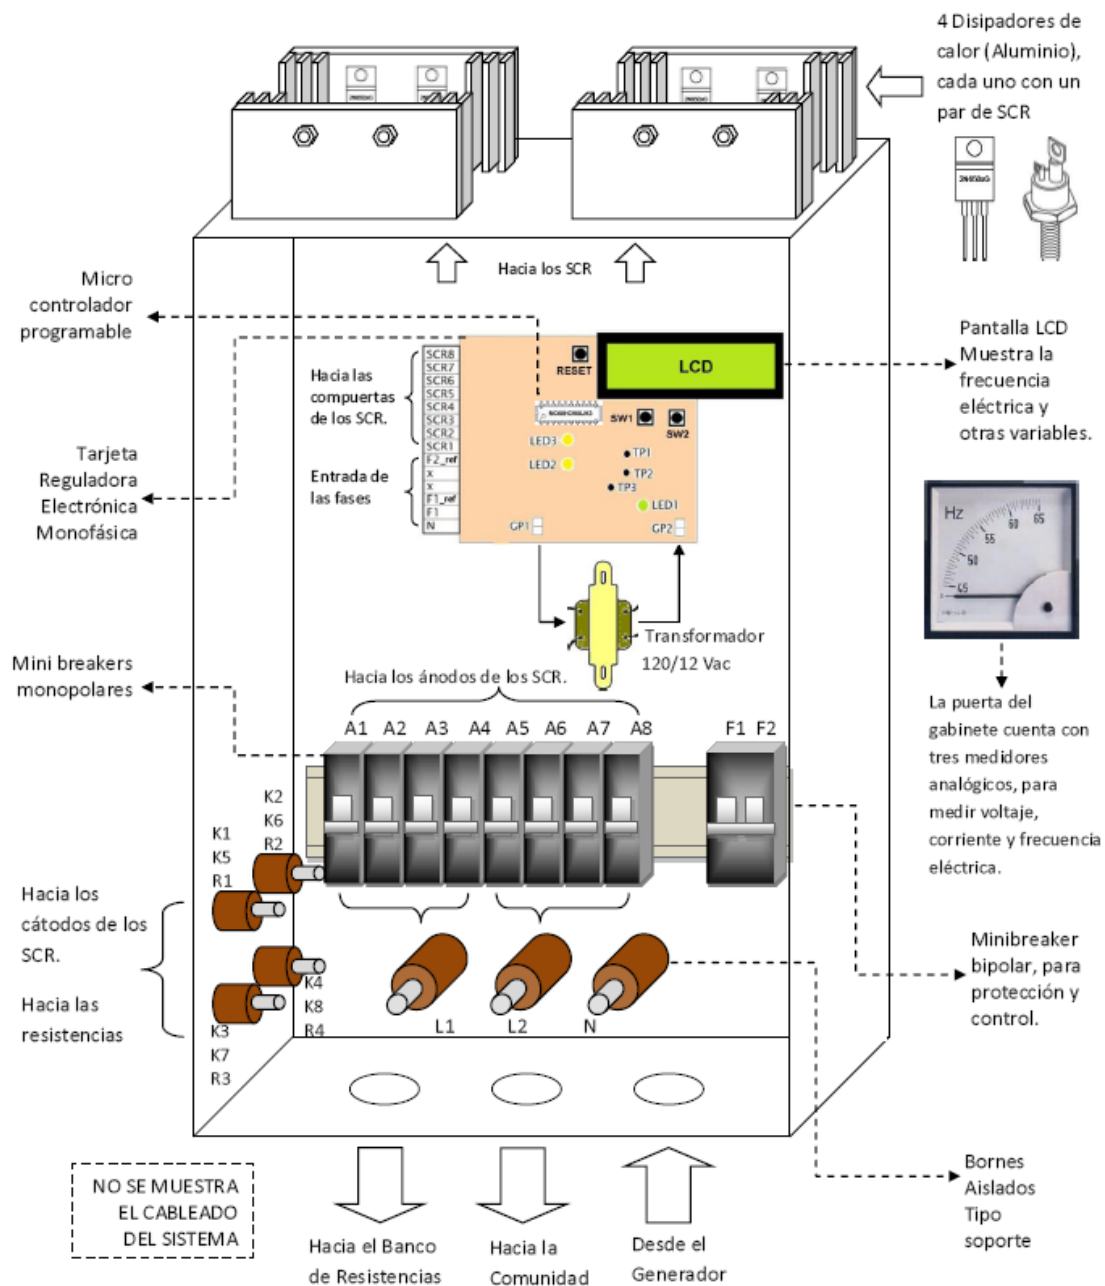 4 Disipadores de
calor (Aluminio),
cada uno con un
par de SCR
Hacia los SCR
Micro
controlador
programable
Hacia las
compuertas
de los SCR.
SCR8
SCR7
SCR6
SCR5
SCR4
SCR3
SCR2
SCR1
F2_ref
x
x
F1_ref
F1
N
Entrada de
las fases
RESET
LCD
SW1
SW2
LED3
LED2
TP1
TP2
TP3
LED1
GP1
GP2
Pantalla LCD
Muestra la
frecuencia
eléctrica y
otras variables.
Tarjeta
Reguladora
Electrónica
Monofásica
Hz
45
50
55
60
65
Transformador
120/12 Vac
Mini breakers
monopolares
Hacia los ánodos de los SCR.
A1 A2 A3 A4 A5 A6 A7 A8
F1 F2
La puerta del
gabinete cuenta con
tres medidores
analógicos, para
medir voltaje,
corriente y frecuencia
eléctrica.
K2
K6
R2
K1
K5
R1
Hacia los
cátodos de los
SCR.
Hacia las
resistencias
K4
K8
R4
K3
K7
R3
L1 L2 N
Minibreaker
bipolar, para
protección y
control.
Bornes
Aislados
Tipo
soporte
NO SE MUESTRA
EL CABLEADO
DEL SISTEMA
Hacia el Banco
de Resistencias
Hacia la
Comunidad
Desde el
Generador